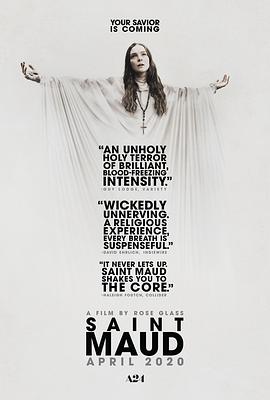 YOUR SAVIOR
IS COMING
“AN UNHOLY
HOLY TERROR
OF BRILLIANT,
BLOOD-FREEZING
INTENSITY.”
-GUY LODGE, VARIETY
“WICKEDLY
UNNERVING.
A RELIGIOUS
EXPERIENCE,
EVERY BREATH IS
SUSPENSEFUL.”
-DAVID EHRLICH, INDIEWIRE
“IT NEVER LETS UP.
SAINT MAUD
SHAKES YOU TO
THE CORE.”
-HALEIGH FOUTCH, COLLIDER
A FILM BY ROSE GLASS
SAINT
MAUD
APRIL 2020
A24